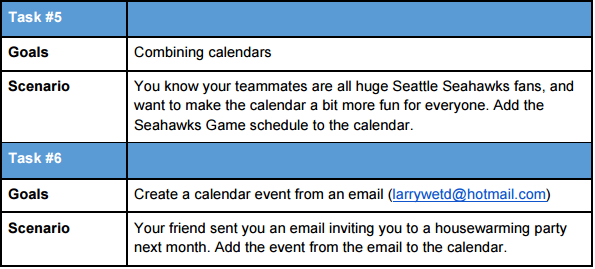 Task #5
Goals
Combining calendars
Scenario
You know your teammates are all huge Seattle Seahawks fans, and
want to make the calendar a bit more fun for everyone. Add the
Seahawks Game schedule to the calendar.
Task #6
Goals
Create a calendar event from an email (larrywetd@hotmail.com)
Scenario
Your friend sent you an email inviting you to a housewarming party
next month. Add the event from the email to the calendar.